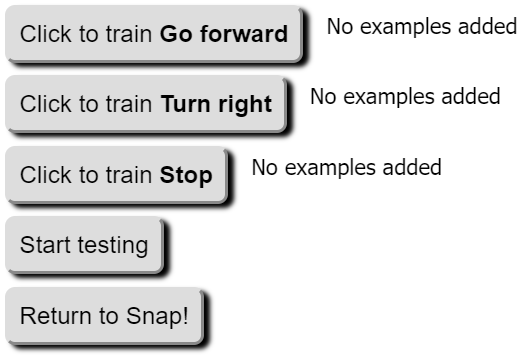 Click to train Go forward No examples added
Click to train Turn right No examples added
Click to train Stop No examples added
Start testing
Return to Snap!